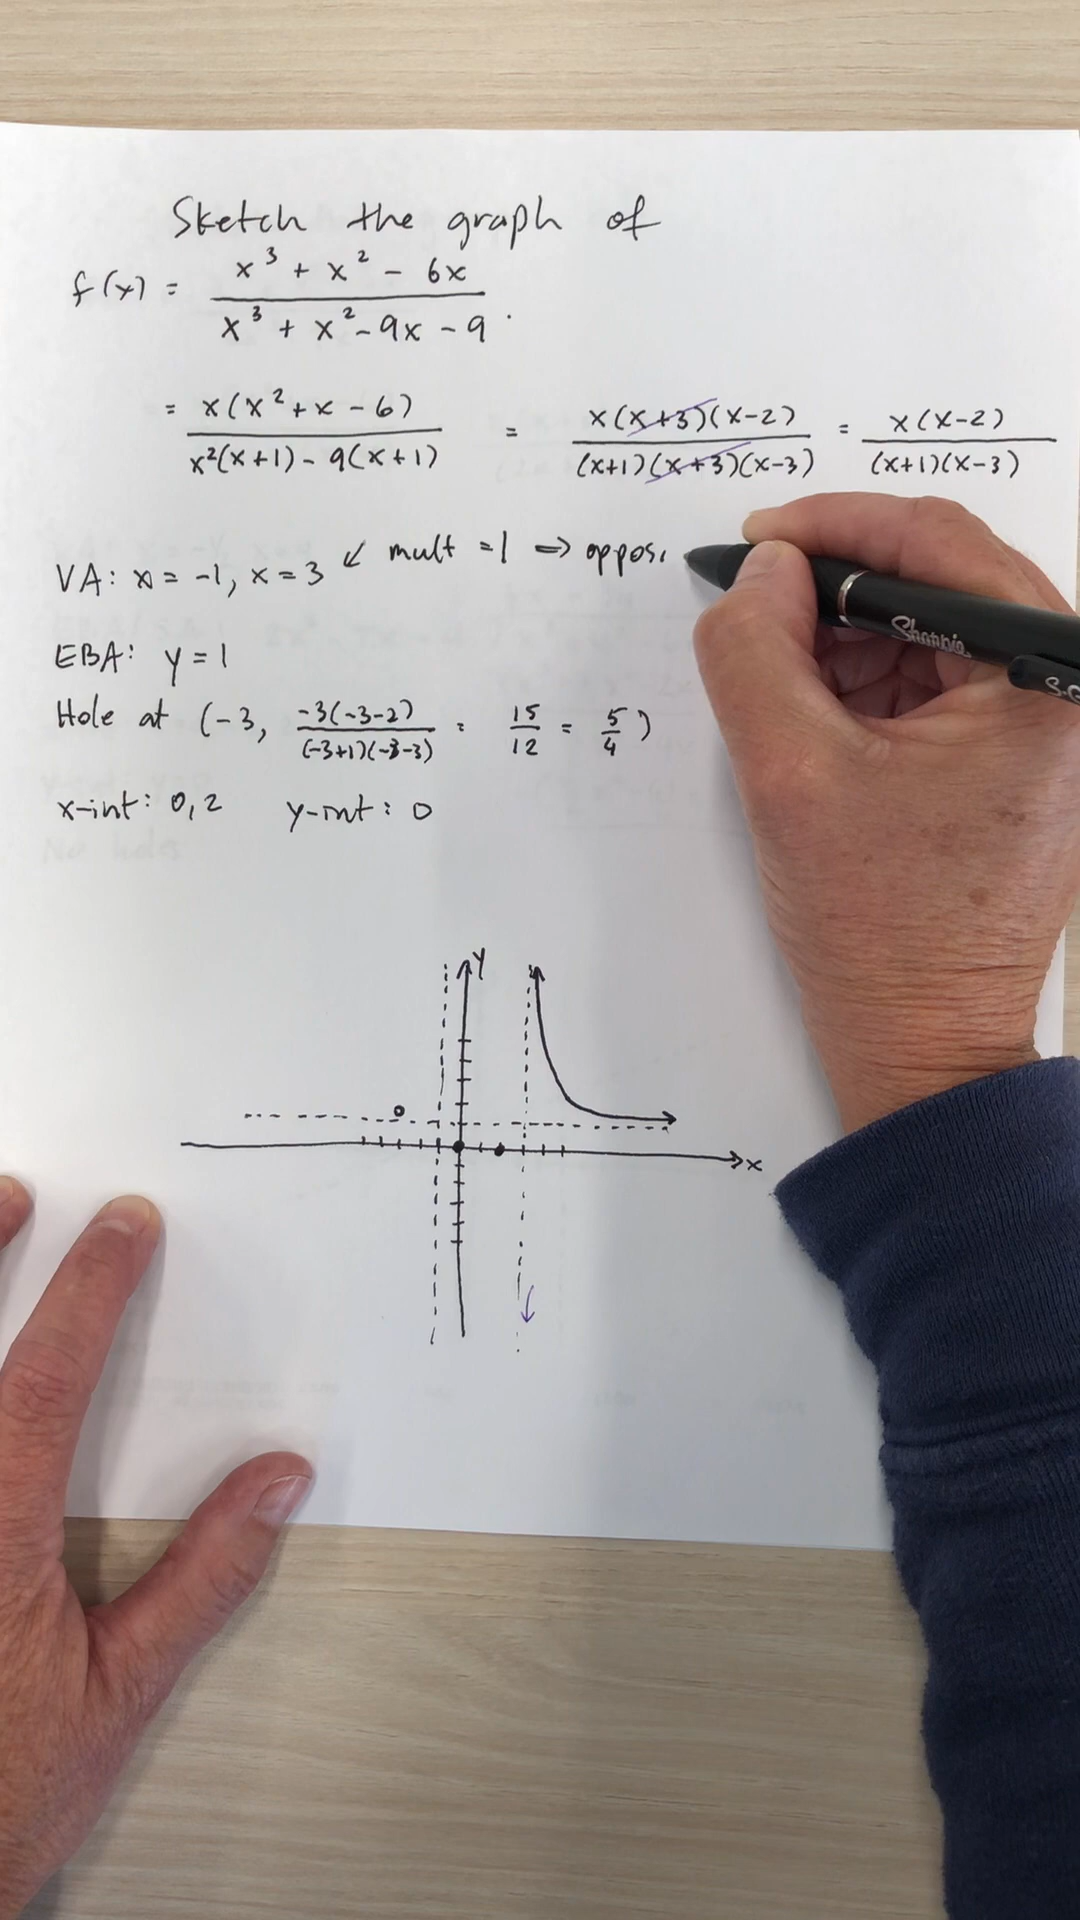 Sketch the graph of
f(x) = x³ + x² - 6x / x³ + x² - 9x - 9 .
= x(x² + x - 6) / x²(x+1) - 9(x+1) = x(x+3)(x-2) / (x+1)(x+3)(x-3) = x(x-2) / (x+1)(x-3)
VA: x = -1, x = 3 ↙ mult = 1 ⇒ opposi
EBA: y = 1
Hole at (-3, -3(-3-2) / (-3+1)(-3-3) = 15/12 = 5/4)
x-int: 0, 2 y-int: 0
y
x
Sharpie
S-G